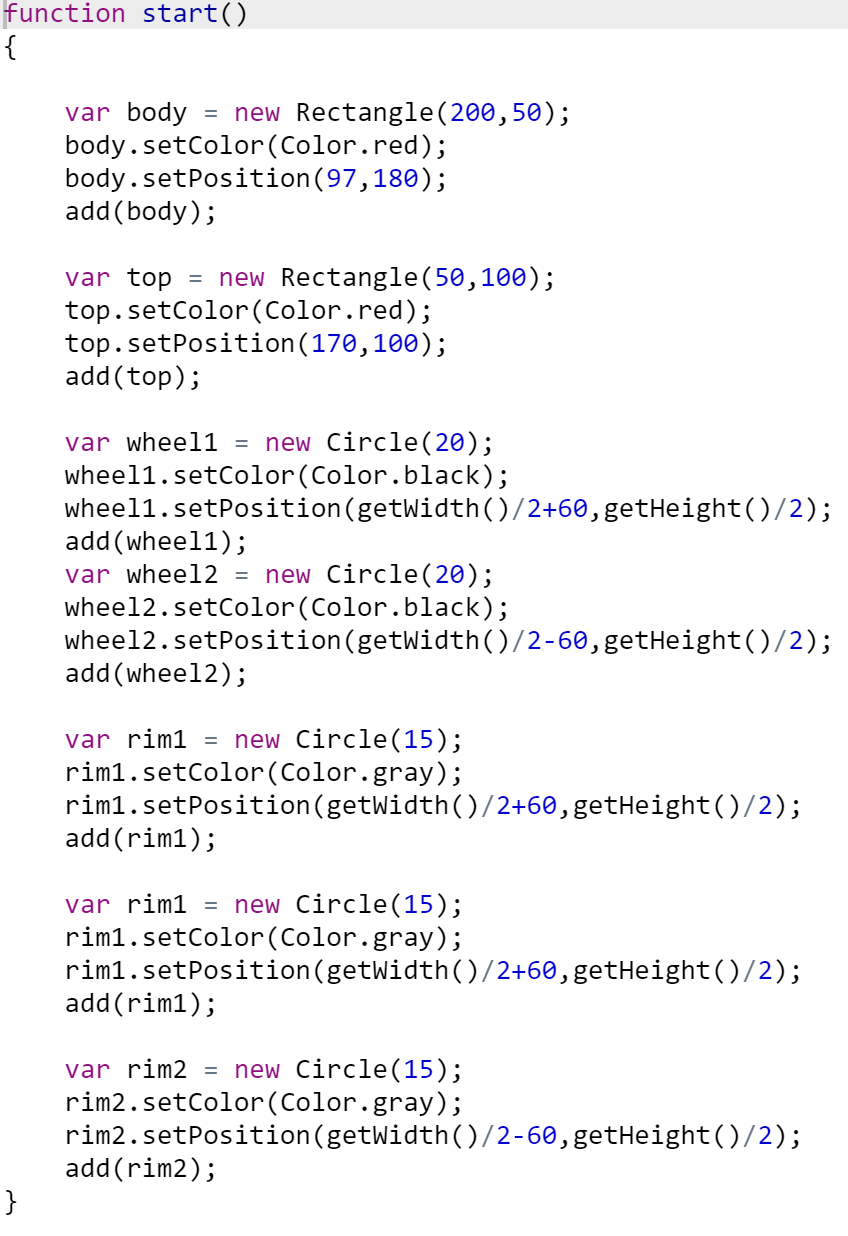 function start()
{
    var body = new Rectangle(200,50);
    body.setColor(Color.red);
    body.setPosition(97,180);
    add(body);
    var top = new Rectangle(50,100);
    top.setColor(Color.red);
    top.setPosition(170,100);
    add(top);
    var wheel1 = new Circle(20);
    wheel1.setColor(Color.black);
    wheel1.setPosition(getWidth()/2+60,getHeight()/2);
    add(wheel1);
    var wheel2 = new Circle(20);
    wheel2.setColor(Color.black);
    wheel2.setPosition(getWidth()/2-60,getHeight()/2);
    add(wheel2);
    var rim1 = new Circle(15);
    rim1.setColor(Color.gray);
    rim1.setPosition(getWidth()/2+60,getHeight()/2);
    add(rim1);
    var rim1 = new Circle(15);
    rim1.setColor(Color.gray);
    rim1.setPosition(getWidth()/2+60,getHeight()/2);
    add(rim1);
    var rim2 = new Circle(15);
    rim2.setColor(Color.gray);
    rim2.setPosition(getWidth()/2-60,getHeight()/2);
    add(rim2);
}